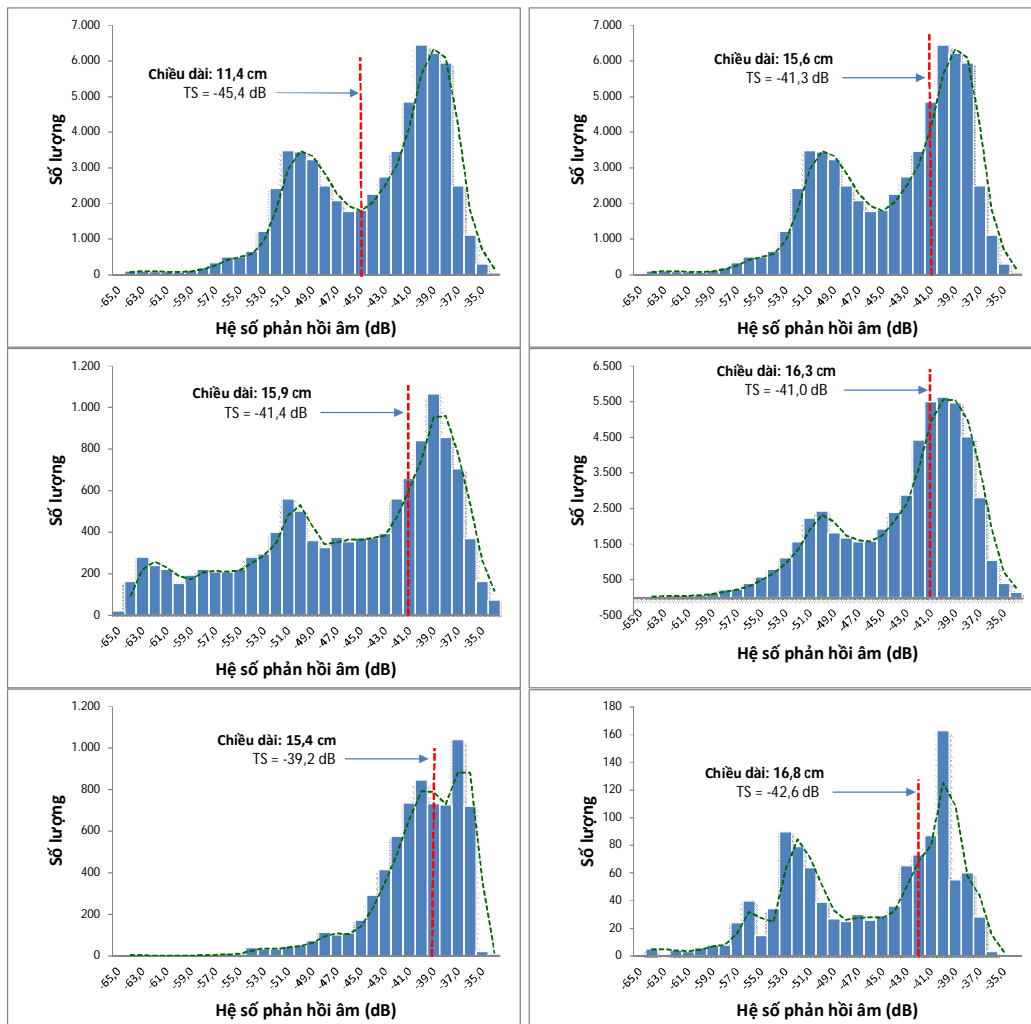 7.000
6.000
5.000
4.000
3.000
2.000
1.000
0
Số lượng
Chiều dài: 11,4 cm
TS = -45,4 dB
-65,0 -63,0 -61,0 -59,0 -57,0 -55,0 -53,0 -51,0 -49,0 -47,0 -45,0 -43,0 -41,0 -39,0 -37,0 -35,0
Hệ số phản hồi âm (dB)
7.000
6.000
5.000
4.000
3.000
2.000
1.000
0
Số lượng
Chiều dài: 15,6 cm
TS = -41,3 dB
-65,0 -63,0 -61,0 -59,0 -57,0 -55,0 -53,0 -51,0 -49,0 -47,0 -45,0 -43,0 -41,0 -39,0 -37,0 -35,0
Hệ số phản hồi âm (dB)
1.200
1.000
800
600
400
200
0
Số lượng
Chiều dài: 15,9 cm
TS = -41,4 dB
-65,0 -63,0 -61,0 -59,0 -57,0 -55,0 -53,0 -51,0 -49,0 -47,0 -45,0 -43,0 -41,0 -39,0 -37,0 -35,0
Hệ số phản hồi âm (dB)
6.500
5.500
4.500
3.500
2.500
1.500
500
-500
Số lượng
Chiều dài: 16,3 cm
TS = -41,0 dB
-65,0 -63,0 -61,0 -59,0 -57,0 -55,0 -53,0 -51,0 -49,0 -47,0 -45,0 -43,0 -41,0 -39,0 -37,0 -35,0
Hệ số phản hồi âm (dB)
1.200
1.000
800
600
400
200
0
Số lượng
Chiều dài: 15,4 cm
TS = -39,2 dB
-65,0 -63,0 -61,0 -59,0 -57,0 -55,0 -53,0 -51,0 -49,0 -47,0 -45,0 -43,0 -41,0 -39,0 -37,0 -35,0
Hệ số phản hồi âm (dB)
180
160
140
120
100
80
60
40
20
0
Số lượng
Chiều dài: 16,8 cm
TS = -42,6 dB
-65,0 -63,0 -61,0 -59,0 -57,0 -55,0 -53,0 -51,0 -49,0 -47,0 -45,0 -43,0 -41,0 -39,0 -37,0 -35,0
Hệ số phản hồi âm (dB)